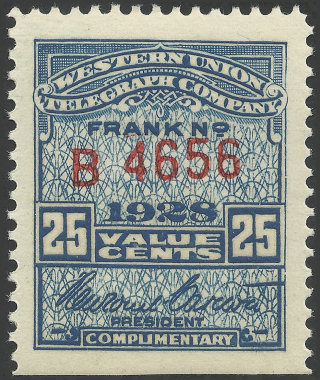 WESTERN UNION
TELEGRAPH COMPANY
FRANK No
B 4656
1928
25 VALUE CENTS 25
PRESIDENT
COMPLIMENTARY